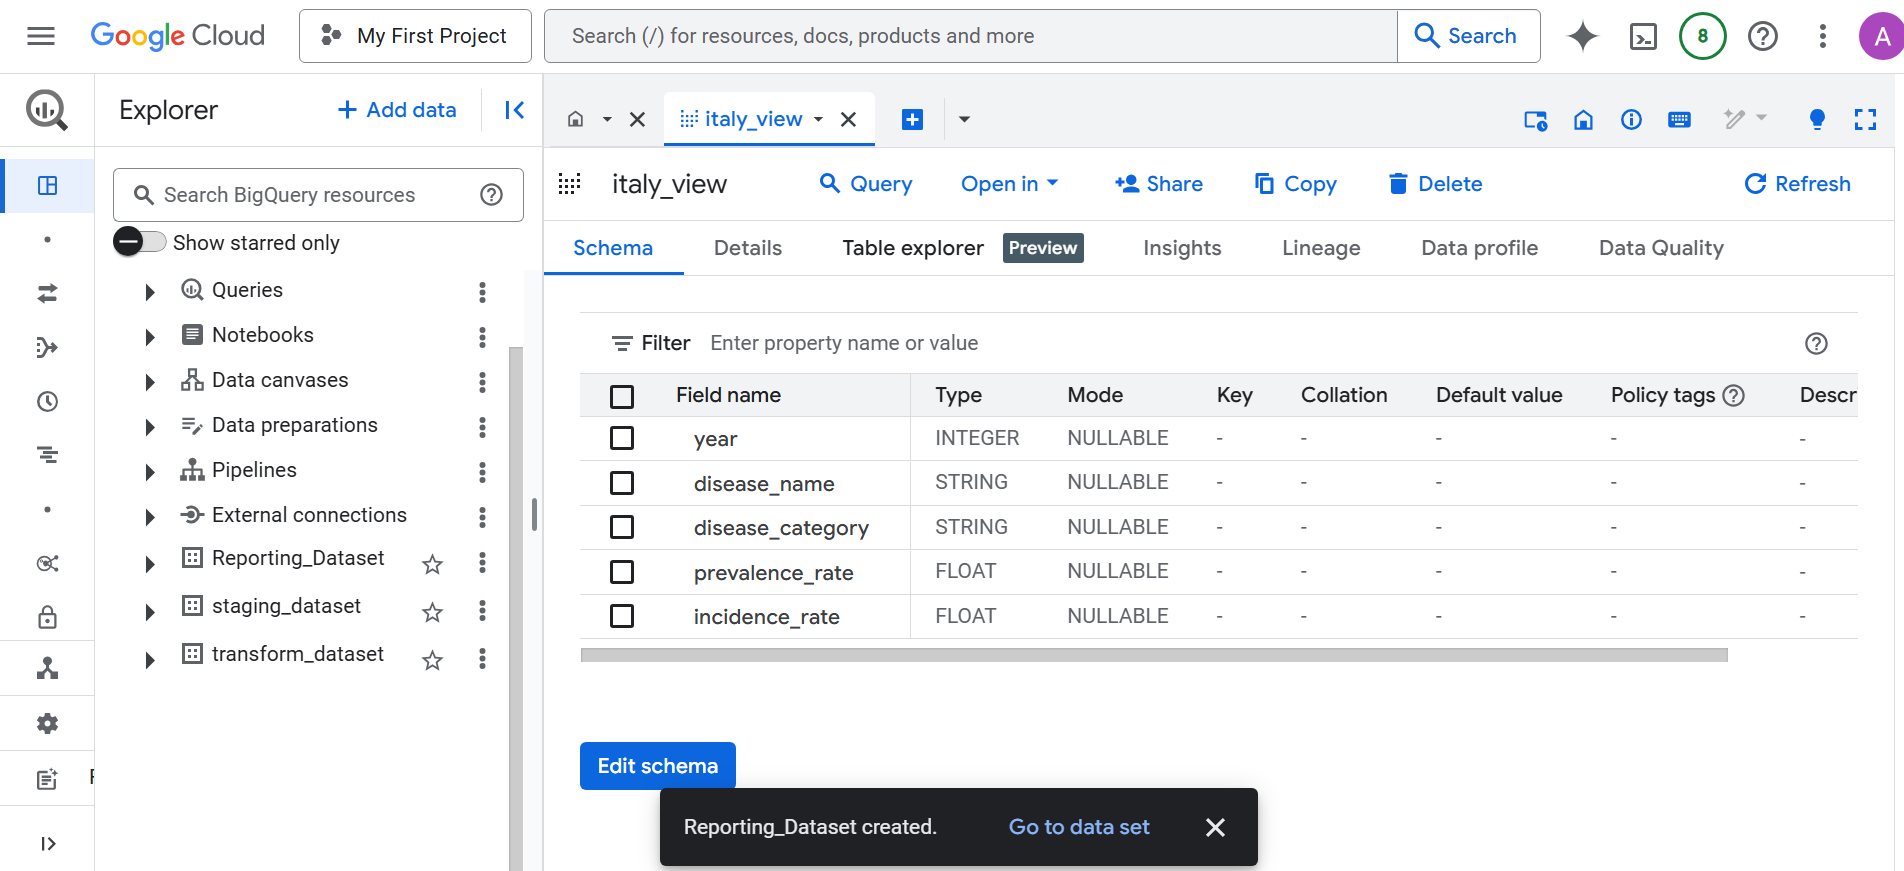 Google Cloud
My First Project
Search (/) for resources, docs, products and more
Search
8
A
Explorer
Add data
italy_view
Search BigQuery resources
Show starred only
Queries
Notebooks
Data canvases
Data preparations
Pipelines
External connections
Reporting_Dataset
staging_dataset
transform_dataset
italy_view
Query
Open in
Share
Copy
Delete
Refresh
Schema
Details
Table explorer
Preview
Insights
Lineage
Data profile
Data Quality
Filter Enter property name or value
Field name Type Mode Key Collation Default value Policy tags Descr
year INTEGER NULLABLE - - - - -
disease_name STRING NULLABLE - - - - -
disease_category STRING NULLABLE - - - - -
prevalence_rate FLOAT NULLABLE - - - - -
incidence_rate FLOAT NULLABLE - - - - -
Edit schema
Reporting_Dataset created. Go to data set